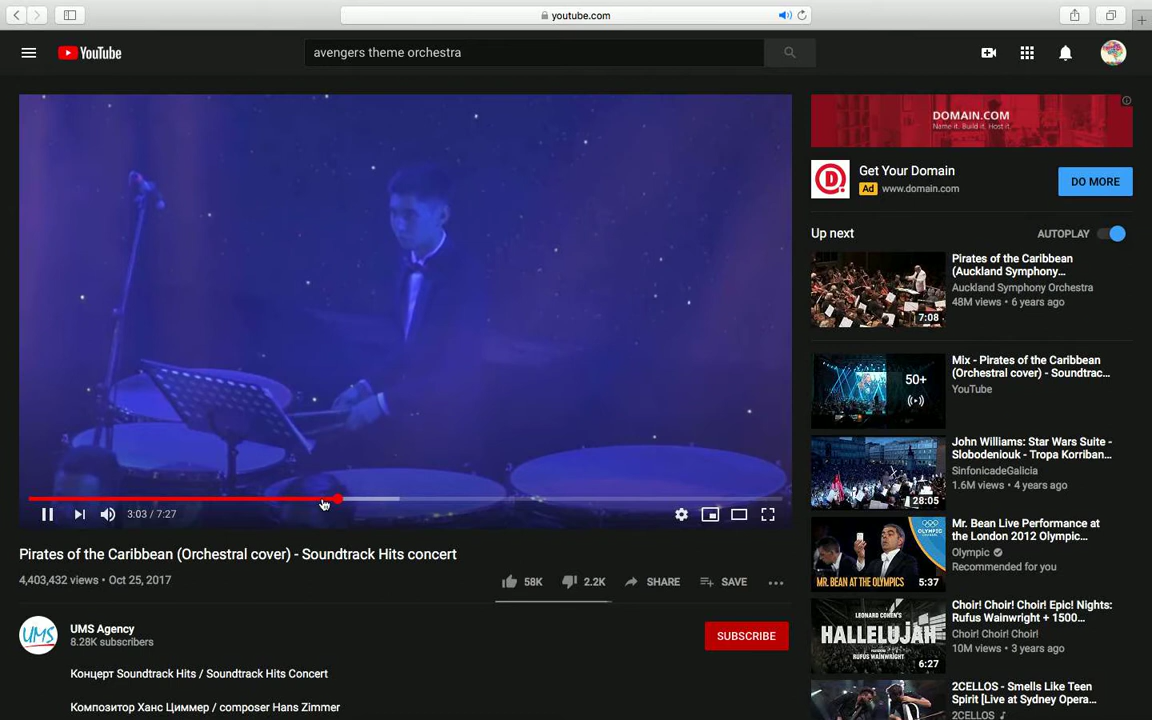 youtube.com
YouTube
avengers theme orchestra
3:03 / 7:27
Pirates of the Caribbean (Orchestral cover) - Soundtrack Hits concert
4,403,432 views • Oct 25, 2017
58K
2.2K
SHARE
SAVE
UMS
UMS Agency
8.28K subscribers
SUBSCRIBE
Концерт Soundtrack Hits / Soundtrack Hits Concert
Композитор Ханс Циммер / composer Hans Zimmer
DOMAIN.COM
Name it. Build it. Host it.
Get Your Domain
Ad www.domain.com
DO MORE
Up next
AUTOPLAY
7:08
Pirates of the Caribbean
(Auckland Symphony...
Auckland Symphony Orchestra
48M views • 6 years ago
50+
Mix - Pirates of the Caribbean
(Orchestral cover) - Soundtrac...
YouTube
28:05
John Williams: Star Wars Suite -
Slobodeniouk - Tropa Korriban...
SinfonicadeGalicia
1.6M views • 4 years ago
MR. BEAN AT THE OLYMPICS
5:37
Mr. Bean Live Performance at
the London 2012 Olympic...
Olympic
Recommended for you
LEONARD COHEN'S
HALLELUJAH
RUFUS WAINWRIGHT
6:27
Choir! Choir! Choir! Epic! Nights:
Rufus Wainwright + 1500...
Choir! Choir! Choir!
10M views • 3 years ago
2CELLOS - Smells Like Teen
Spirit [Live at Sydney Opera...
2CELLOS